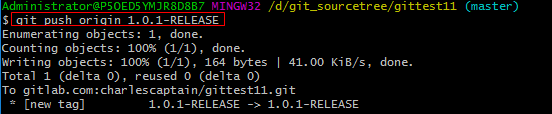 Administrator@P5OED5YMJR8D8B7 MINGW32 /d/git_sourcetree/gittest11 (master)
$ git push origin 1.0.1-RELEASE
Enumerating objects: 1, done.
Counting objects: 100% (1/1), done.
Writing objects: 100% (1/1), 164 bytes | 41.00 KiB/s, done.
Total 1 (delta 0), reused 0 (delta 0)
To gitlab.com:charlescaptain/gittest11.git
 * [new tag]         1.0.1-RELEASE -> 1.0.1-RELEASE